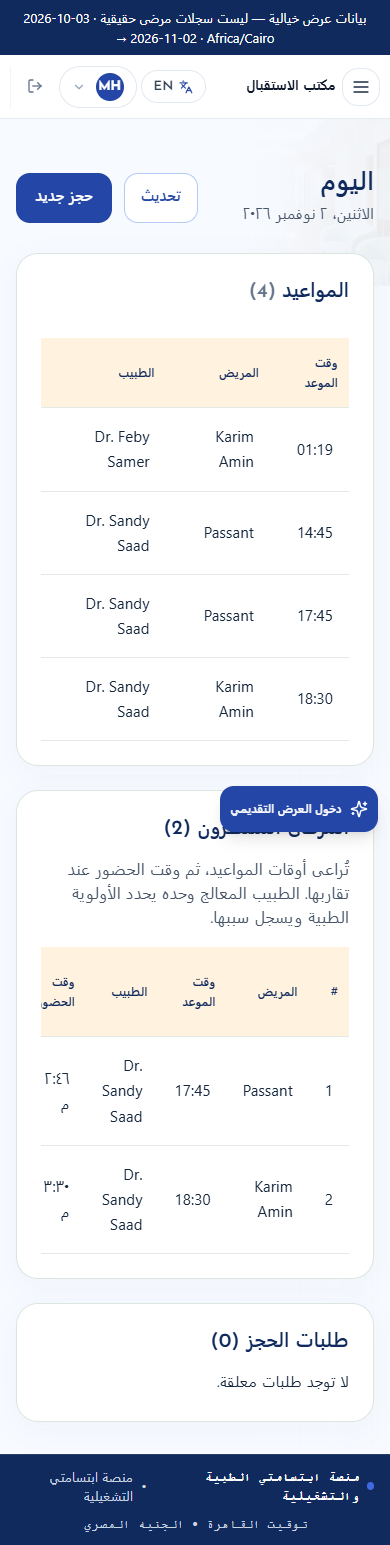 بيانات عرض خيالية — ليست سجلات مرضى حقيقية · 2026-10-03
→ 2026-11-02 · Africa/Cairo
مكتب الاستقبال
EN
MH
اليوم
الاثنين، ٢ نوفمبر ٢٠٢٦
تحديث
حجز جديد
المواعيد (4)
وقت الموعد
المريض
الطبيب
01:19 Karim Amin Dr. Feby Samer
14:45 Passant Dr. Sandy Saad
17:45 Passant Dr. Sandy Saad
18:30 Karim Amin Dr. Sandy Saad
دخول العرض التقديمي
(2)
تُراعى أوقات المواعيد، ثم وقت الحضور عند
تقاربها. الطبيب المعالج وحده يحدد الأولوية
الطبية ويسجل سببها.
#
المريض
وقت الموعد
الطبيب
وقت الحضور
1 Passant 17:45 Dr. Sandy Saad ٢:٤٦ م
2 Karim Amin 18:30 Dr. Sandy Saad ٣:٣٠ م
طلبات الحجز (0)
لا توجد طلبات معلقة.
منصة ابتسامتي الطبية والتشغيلية
• منصة ابتسامتي التشغيلية
توقيت القاهرة • الجنيه المصري